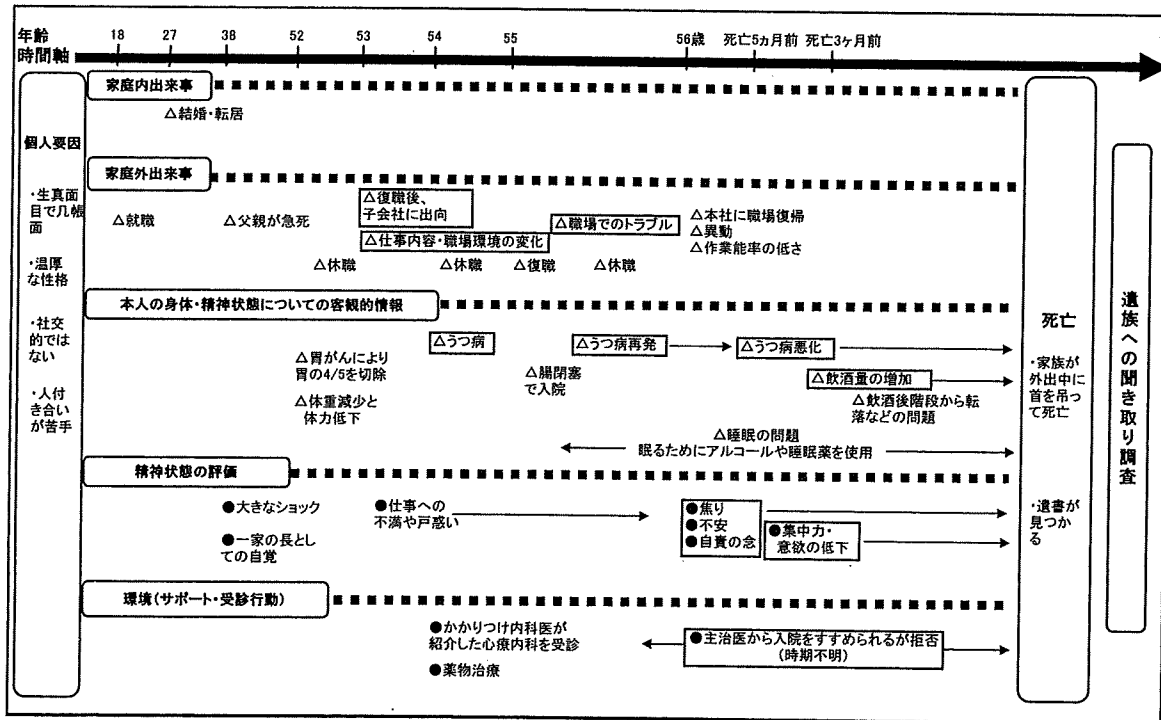 年齢
時間軸
18 27 38 52 53 54 55 56歳 死亡5ヵ月前 死亡3ヶ月前
個人要因
・生真面
目で几帳
面
・温厚
な性格
・社交
的では
ない
・人付
き合い
が苦手
家庭内出来事
△結婚・転居
家庭外出来事
△就職
△父親が急死
△復職後、
子会社に出向
△仕事内容・職場環境の変化
△職場でのトラブル
△本社に職場復帰
△異動
△作業能率の低さ
△休職
△休職
△復職
△休職
本人の身体・精神状態についての客観的情報
△うつ病
△うつ病再発
△うつ病悪化
△胃がんにより
胃の4/5を切除
△体重減少と
体力低下
△腸閉塞
で入院
△飲酒量の増加
△飲酒後階段から転
落などの問題
△睡眠の問題
眠るためにアルコールや睡眠薬を使用
精神状態の評価
●大きなショック
●一家の長とし
ての自覚
●仕事への
不満や戸惑い
●焦り
●不安
●自責の念
●集中力・
意欲の低下
環境(サポート・受診行動)
●かかりつけ内科医が
紹介した心療内科を受診
●薬物治療
●主治医から入院をすすめられるが拒否
(時期不明)
死亡
・家族が
外出中に
首を吊っ
て死亡
・遺書が
見つか
る
遺族への聞き取り調査